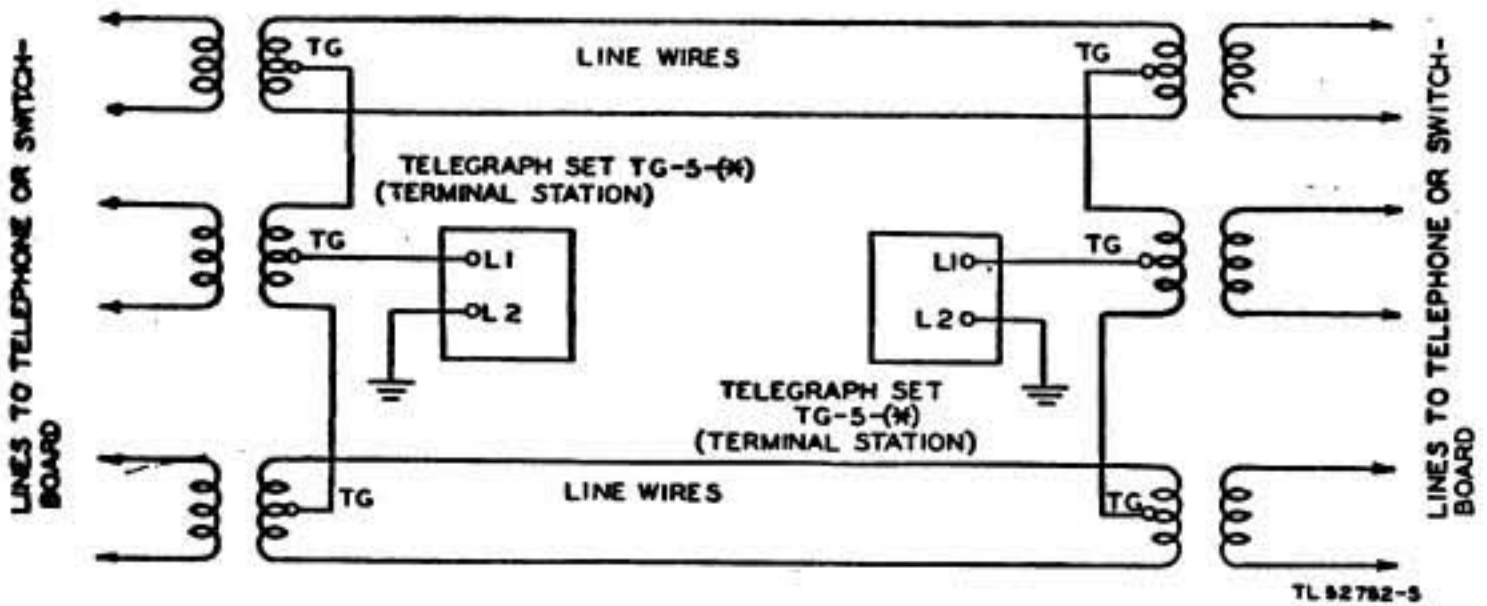 LINES TO TELEPHONE OR SWITCH-
BOARD
TG
LINE WIRES
TG
TELEGRAPH SET TG-5-(*)
(TERMINAL STATION)
TG
L1
L2
TG
L1
L2
TELEGRAPH SET
TG-5-(*)
(TERMINAL STATION)
TG
LINE WIRES
TG
LINES TO TELEPHONE OR SWITCH-
BOARD
TL52752-S